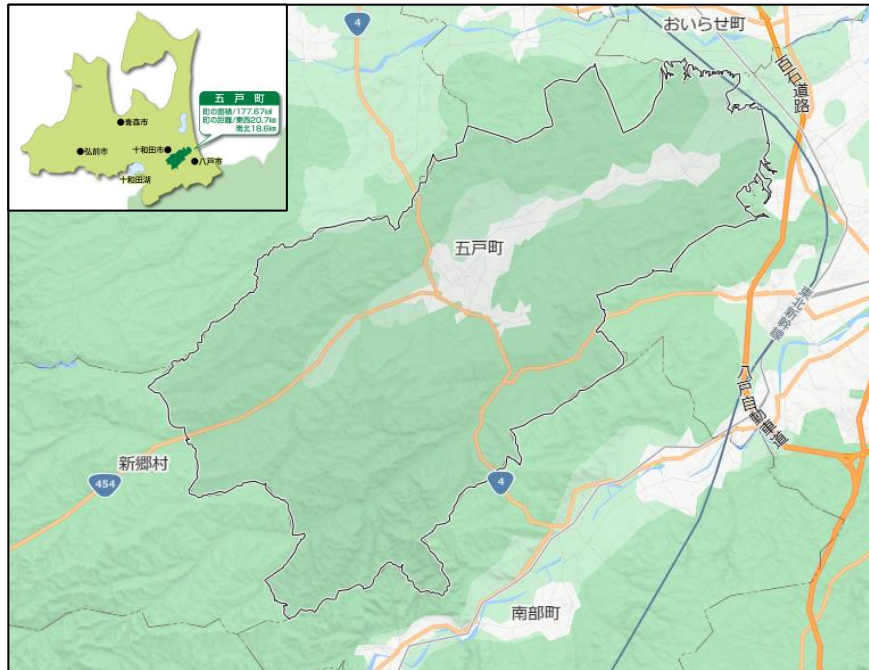 五戸町
町の面積/177.67㎢
町の距離/東西20.7㎞
南北18.6㎞
青森市
弘前市
十和田市
八戸市
十和田湖
4
おいらせ町
百石道路
五戸町
東北新幹線
八戸自動車道
新郷村
454
4
南部町